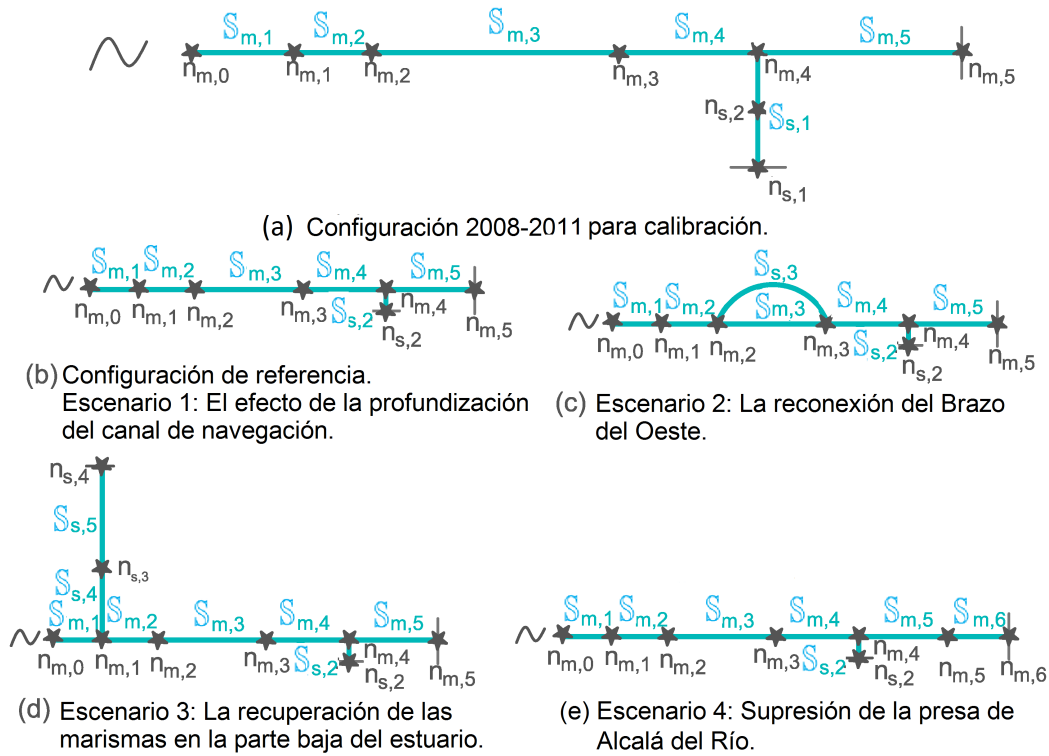 𝕊m,1 𝕊m,2 𝕊m,3 𝕊m,4 𝕊m,5
nm,0 nm,1 nm,2 nm,3 nm,4 nm,5
ns,2 𝕊s,1
ns,1
(a) Configuración 2008-2011 para calibración.
𝕊m,1 𝕊m,2 𝕊m,3 𝕊m,4 𝕊m,5
nm,0 nm,1 nm,2 nm,3 𝕊s,2 nm,4 nm,5
ns,2
(b) Configuración de referencia.
Escenario 1: El efecto de la profundización
del canal de navegación.
𝕊s,3
𝕊m,1 𝕊m,2 𝕊m,3 𝕊m,4 𝕊m,5
nm,0 nm,1 nm,2 nm,3 𝕊s,2 nm,4 nm,5
ns,2
(c) Escenario 2: La reconexión del Brazo
del Oeste.
ns,4
𝕊s,5
ns,3
𝕊s,4
𝕊m,1 𝕊m,2 𝕊m,3 𝕊m,4 𝕊m,5
nm,0 nm,1 nm,2 nm,3 𝕊s,2 nm,4 nm,5
ns,2
(d) Escenario 3: La recuperación de las
marismas en la parte baja del estuario.
𝕊m,1 𝕊m,2 𝕊m,3 𝕊m,4 𝕊m,5 𝕊m,6
nm,0 nm,1 nm,2 nm,3 𝕊s,2 nm,4 nm,5 nm,6
ns,2
(e) Escenario 4: Supresión de la presa de
Alcalá del Río.